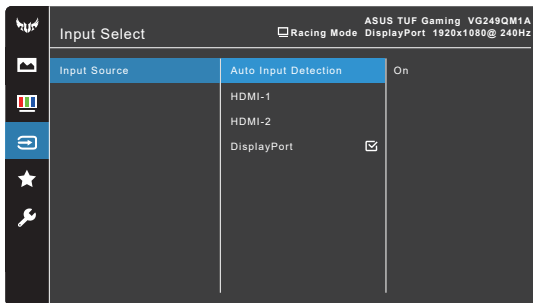 ASUS TUF Gaming VG249QM1A
Input Select
Racing Mode DisplayPort 1920x1080@ 240Hz
Input Source
Auto Input Detection
On
HDMI-1
HDMI-2
DisplayPort